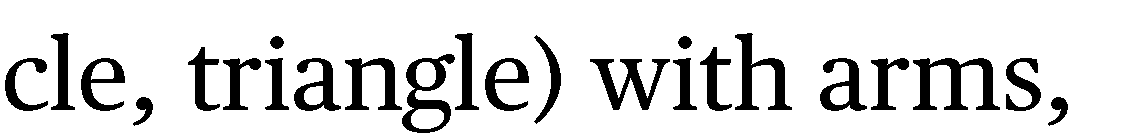 cle, triangle) with arms,